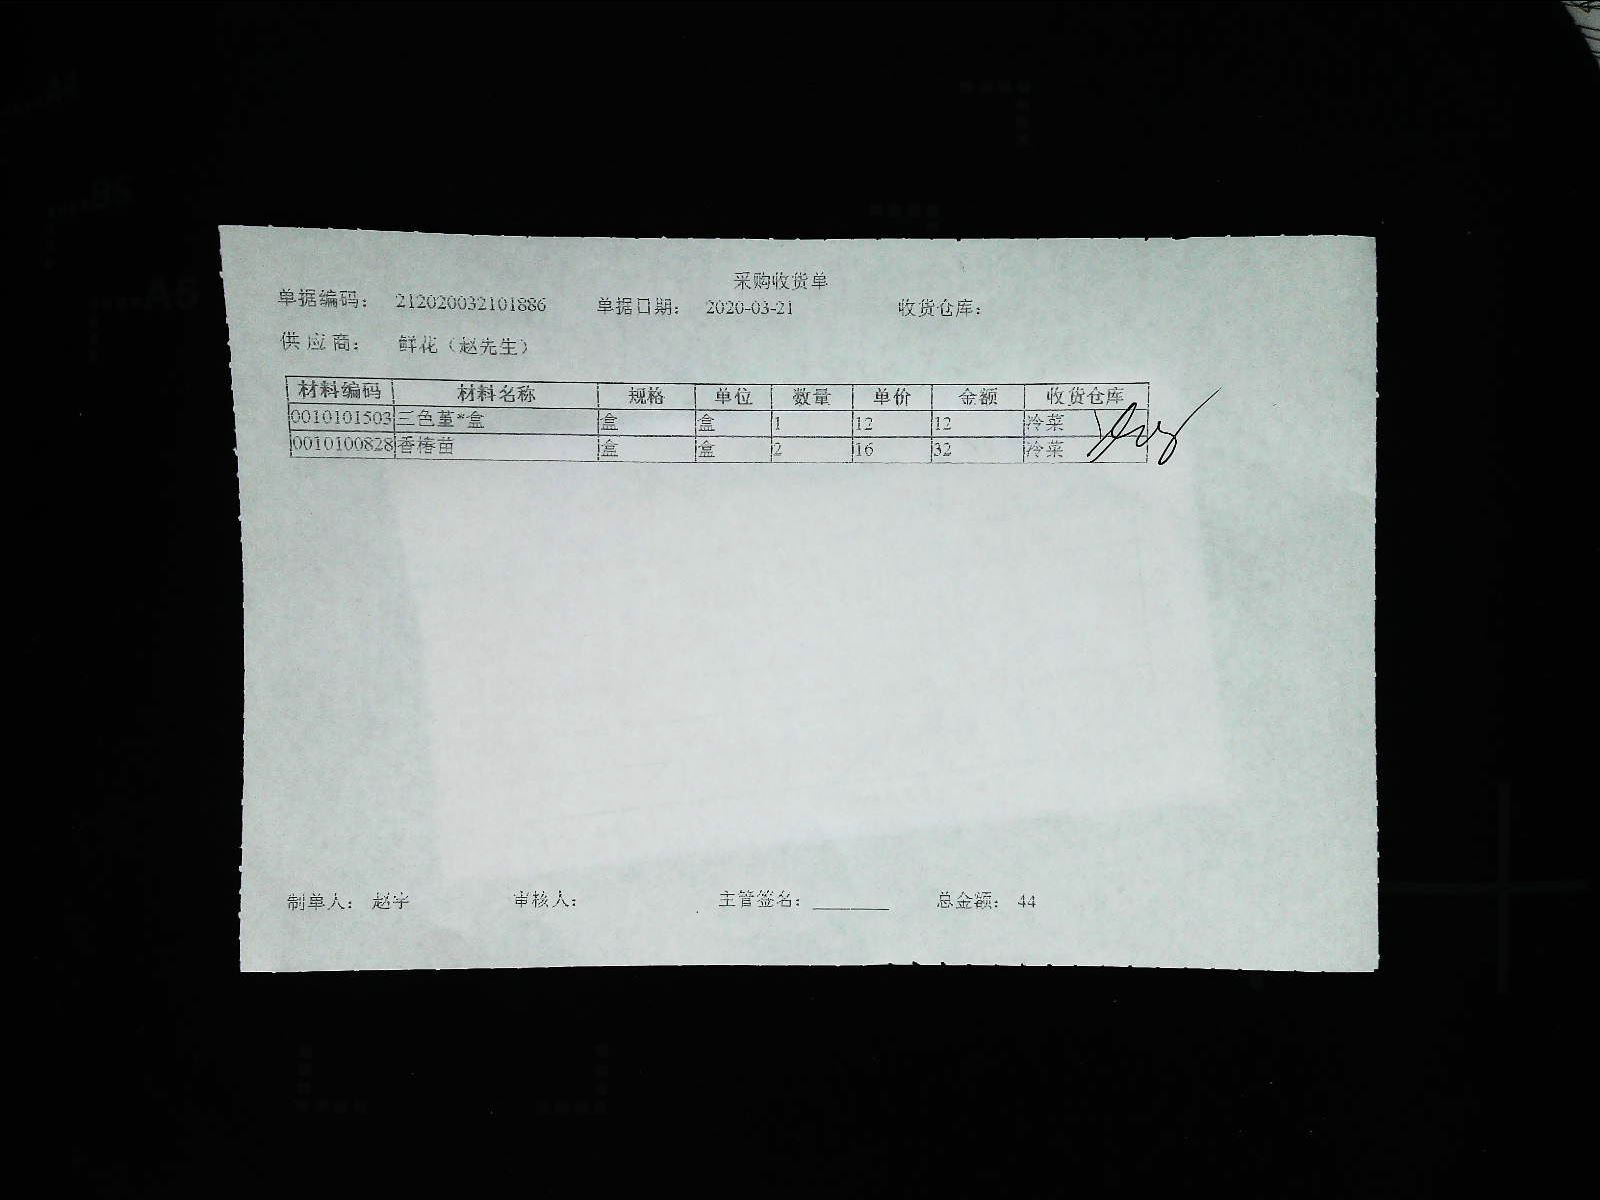 采购收货单
单据编码: 212020032101886 单据日期: 2020-03-21 收货仓库:
供应商: 鲜花（赵先生）
材料编码 材料名称 规格 单位 数量 单价 金额 收货仓库
0010101503 三色堇*盒 盒 盒 1 12 12 冷菜
0010100828 香椿苗 盒 盒 2 16 32 冷菜
制单人: 赵宇 审核人: 主管签名: ________ 总金额: 44